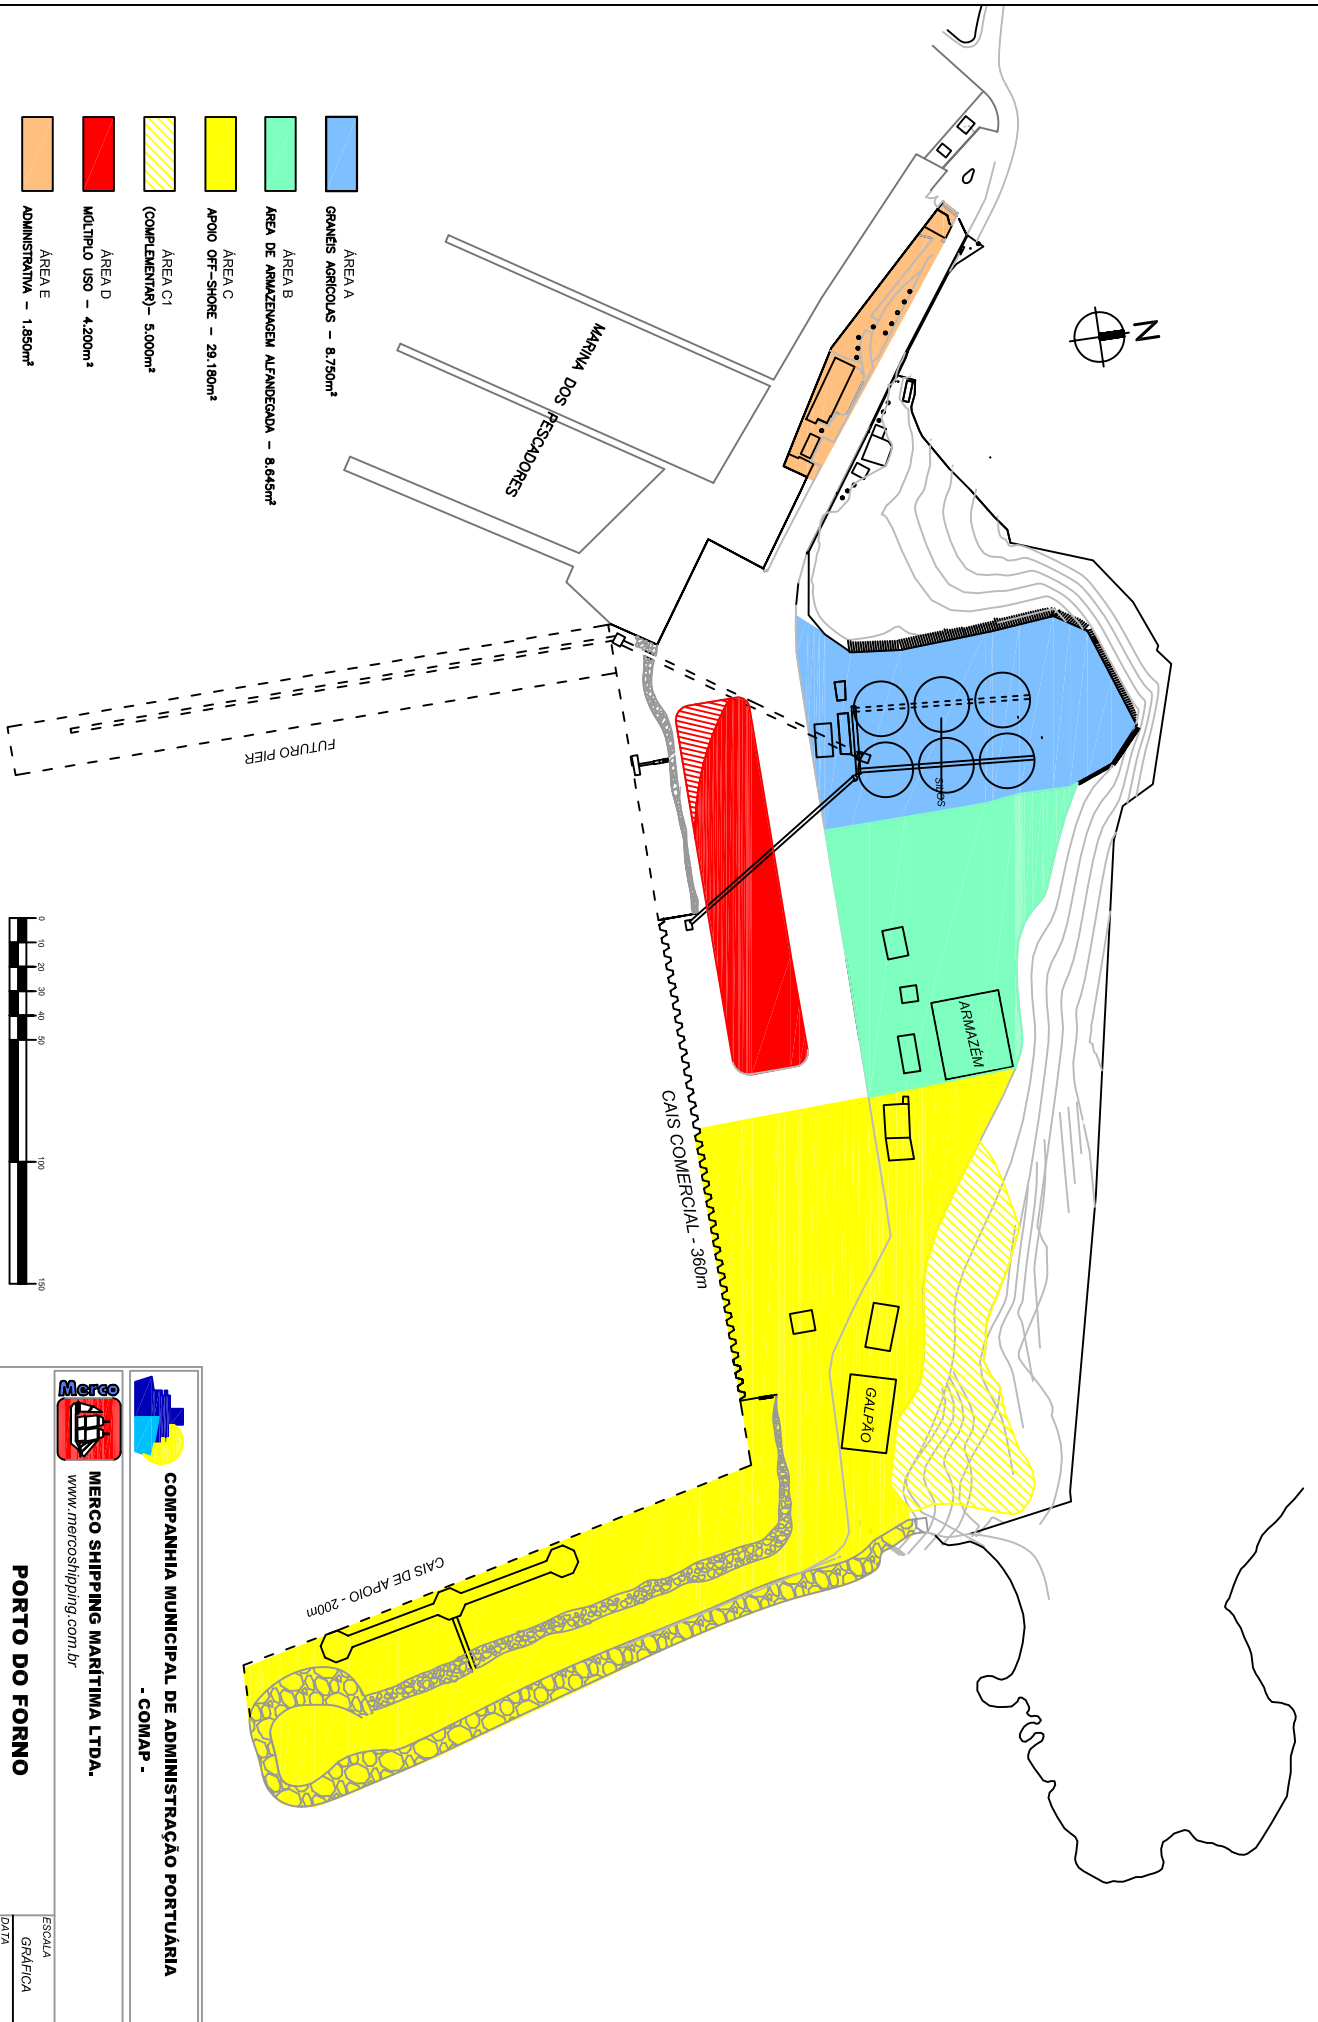 N
MARINA DOS PESCADORES
SILOS
ARMAZÉM
GALPÃO
FUTURO PIER
CAIS COMERCIAL - 360m
CAIS DE APOIO - 200m
ÁREA A
GRANÉIS AGRÍCOLAS - 8.750m²
ÁREA B
ÁREA DE ARMAZENAGEM ALFANDEGADA - 8.645m²
ÁREA C
APOIO OFF-SHORE - 29.180m²
ÁREA C1
(COMPLEMENTAR)- 5.000m²
ÁREA D
MÚLTIPLO USO - 4.200m²
ÁREA E
ADMINISTRATIVA - 1.850m²
0 10 20 30 40 50 100 150
COMPANHIA MUNICIPAL DE ADMINISTRAÇÃO PORTUÁRIA
- COMAP -
Merco
MERCO SHIPPING MARÍTIMA LTDA.
www.mercoshipping.com.br
PORTO DO FORNO
ESCALA
GRÁFICA
DATA